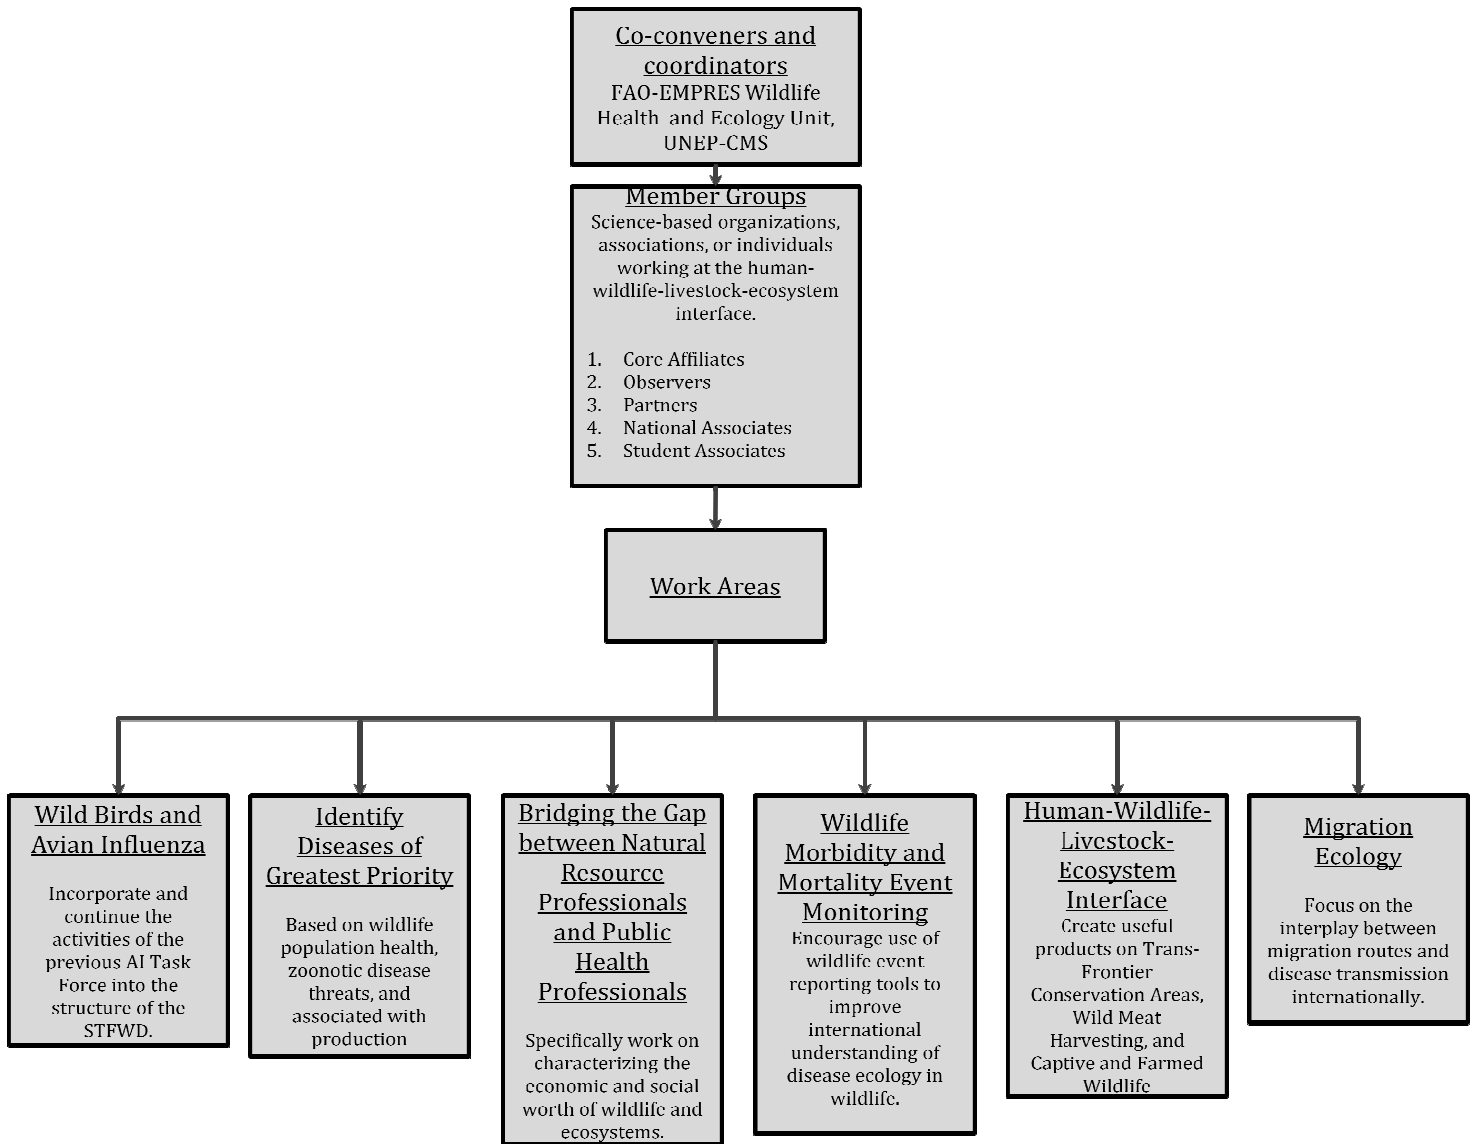 Co-conveners and
coordinators
FAO-EMPRES Wildlife
Health and Ecology Unit,
UNEP-CMS
Member Groups
Science-based organizations,
associations, or individuals
working at the human-
wildlife-livestock-ecosystem
interface.
1. Core Affiliates
2. Observers
3. Partners
4. National Associates
5. Student Associates
Work Areas
Wild Birds and
Avian Influenza
Incorporate and
continue the
activities of the
previous AI Task
Force into the
structure of the
STFWD.
Identify
Diseases of
Greatest Priority
Based on wildlife
population health,
zoonotic disease
threats, and
associated with
production
Bridging the Gap
between Natural
Resource
Professionals
and Public
Health
Professionals
Specifically work on
characterizing the
economic and social
worth of wildlife and
ecosystems.
Wildlife
Morbidity and
Mortality Event
Monitoring
Encourage use of
wildlife event
reporting tools to
improve
international
understanding of
disease ecology in
wildlife.
Human-Wildlife-
Livestock-
Ecosystem
Interface
Create useful
products on Trans-
Frontier
Conservation Areas,
Wild Meat
Harvesting, and
Captive and Farmed
Wildlife
Migration
Ecology
Focus on the
interplay between
migration routes and
disease transmission
internationally.